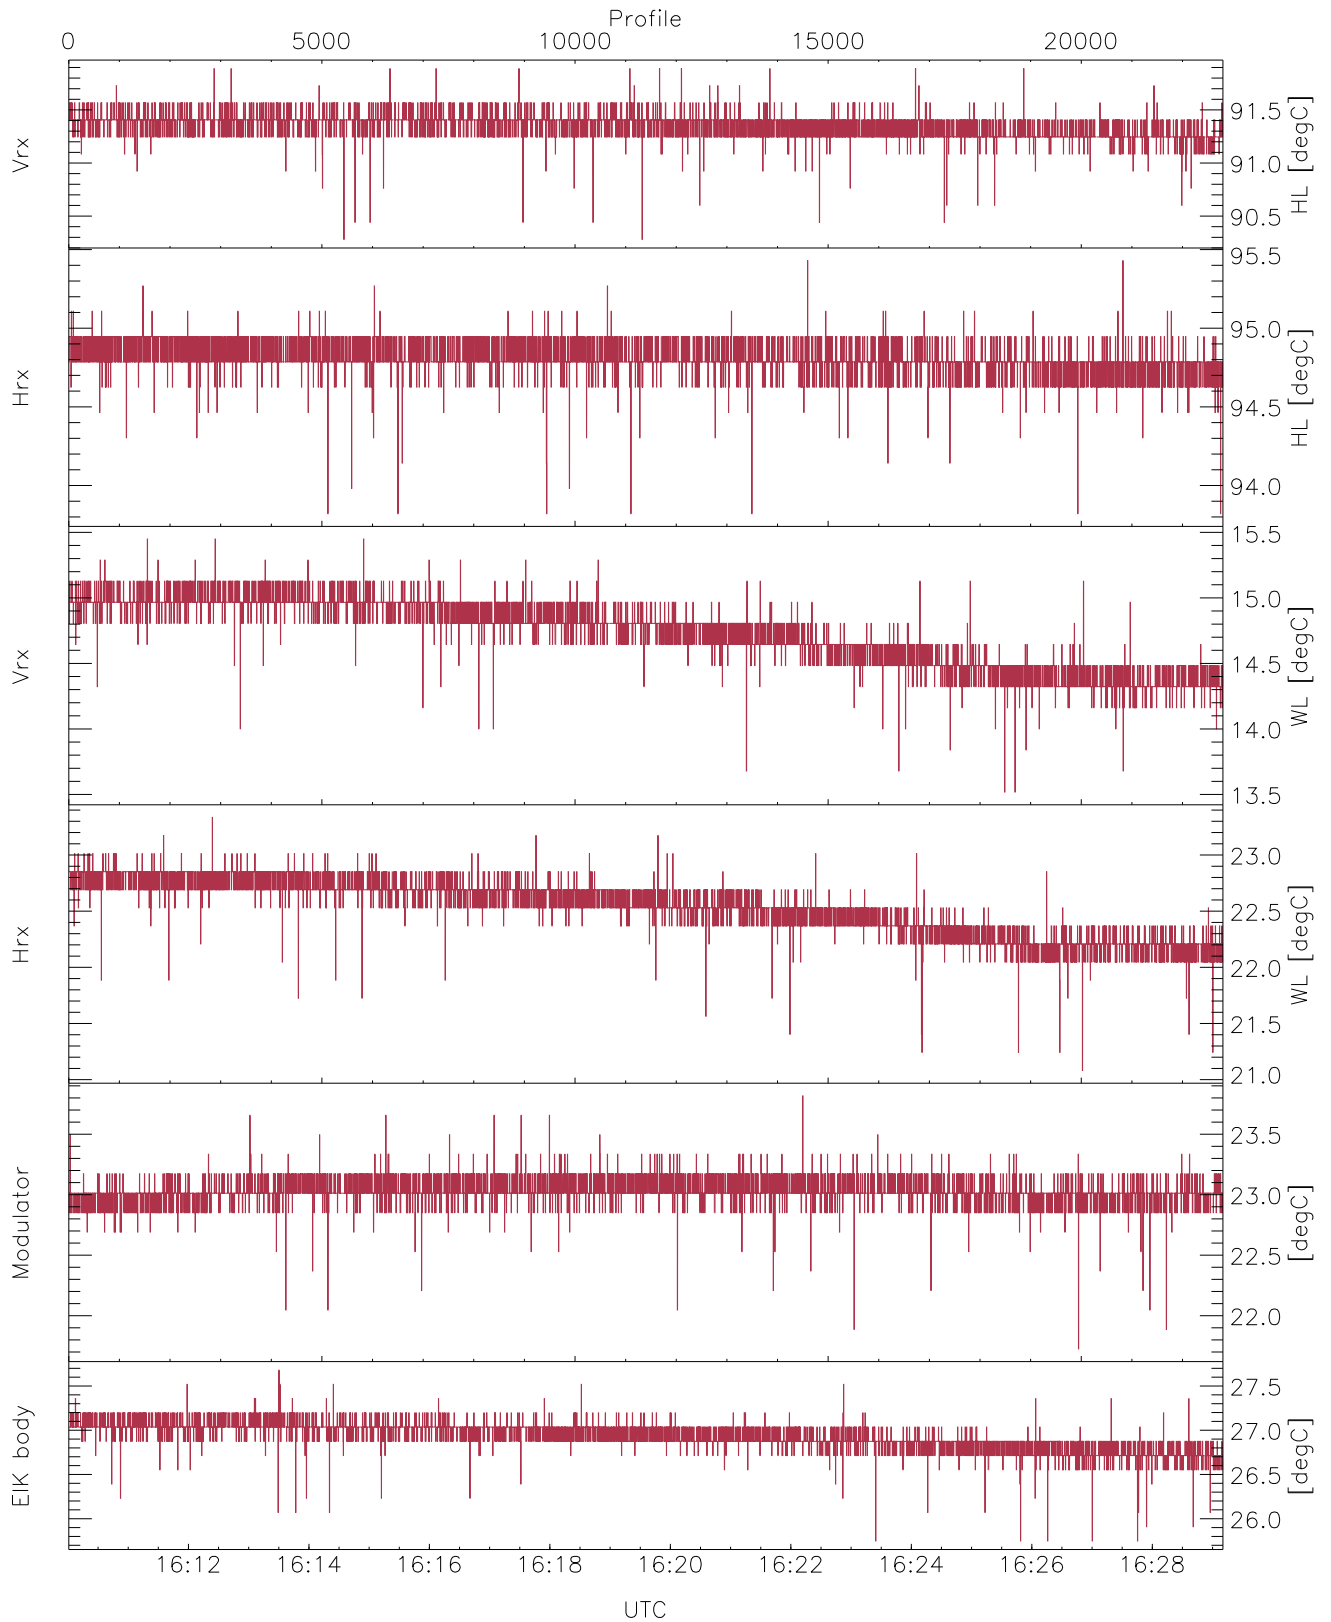 Profile
0 5000 10000 15000 20000
Vrx
91.5
91.0
90.5
HL [degC]
Hrx
95.5
95.0
94.5
94.0
HL [degC]
Vrx
15.5
15.0
14.5
14.0
13.5
WL [degC]
Hrx
23.0
22.5
22.0
21.5
21.0
WL [degC]
Modulator
23.5
23.0
22.5
22.0
[degC]
EIK body
27.5
27.0
26.5
26.0
[degC]
16:12 16:14 16:16 16:18 16:20 16:22 16:24 16:26 16:28
UTC